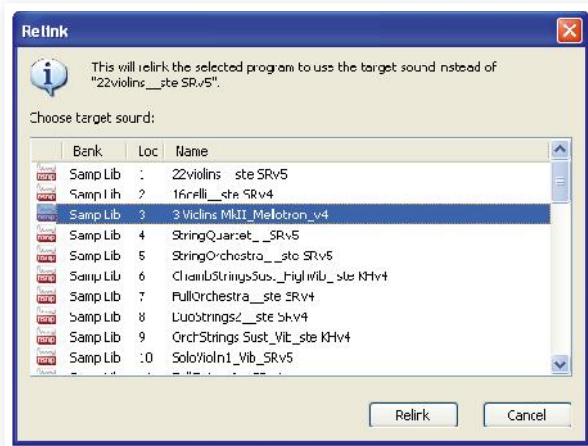 Relink
This will relink the selected program to use the target sound instead of
"22violins__ste SRv5".
Choose target sound:
Bank Loc Name
Samp Lib 1 22violins__ste SRv5
Samp Lib 2 16celli__ste SRv4
Samp Lib 3 3 Violins MkII_Mellotron_v4
Samp Lib 4 StringQuartet__SRv5
Samp Lib 5 StringOrchestra__ste SRv5
Samp Lib 6 ChambStringsSust_HighVib_ste KHv4
Samp Lib 7 FullOrchestra__ste SRv4
Samp Lib 8 DuoStrings2__ste SRv4
Samp Lib 9 OrchStrings Sust_Vib_ste KHv4
Samp Lib 10 SoloViolin1_Vib_SRv5
Relink Cancel